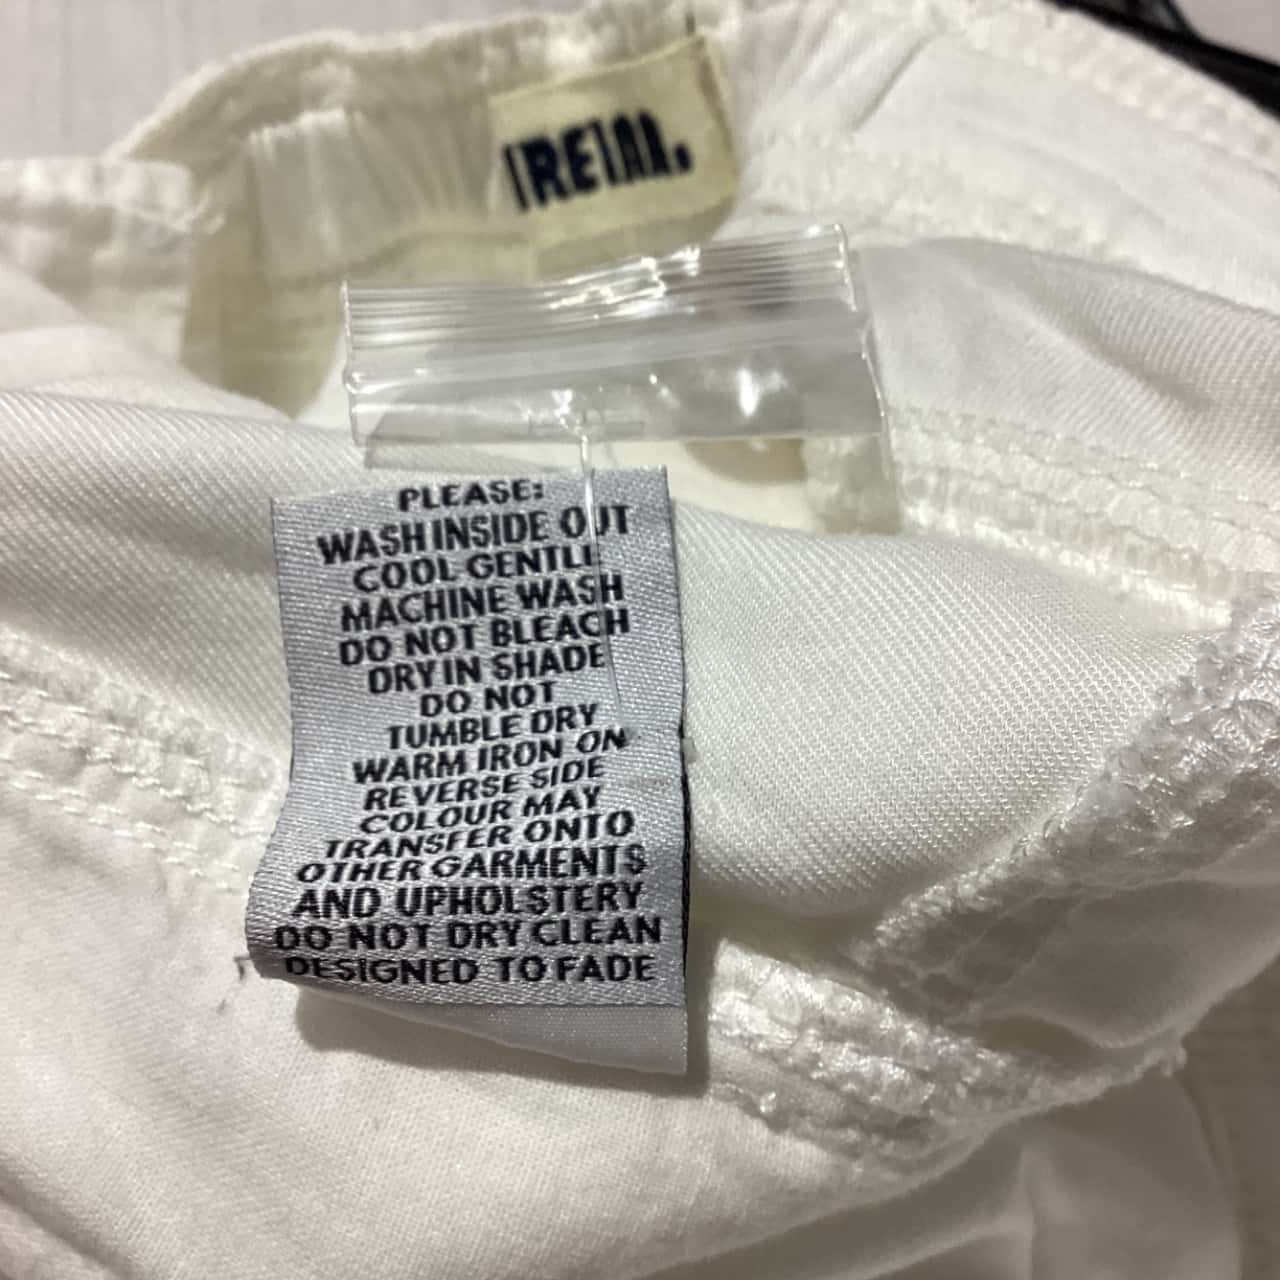 PLEASE:
WASH INSIDE OUT
COOL GENTLE
MACHINE WASH
DO NOT BLEACH
DRY IN SHADE
DO NOT
TUMBLE DRY
WARM IRON ON
REVERSE SIDE
COLOUR MAY
TRANSFER ONTO
OTHER GARMENTS
AND UPHOLSTERY
DO NOT DRY CLEAN
DESIGNED TO FADE